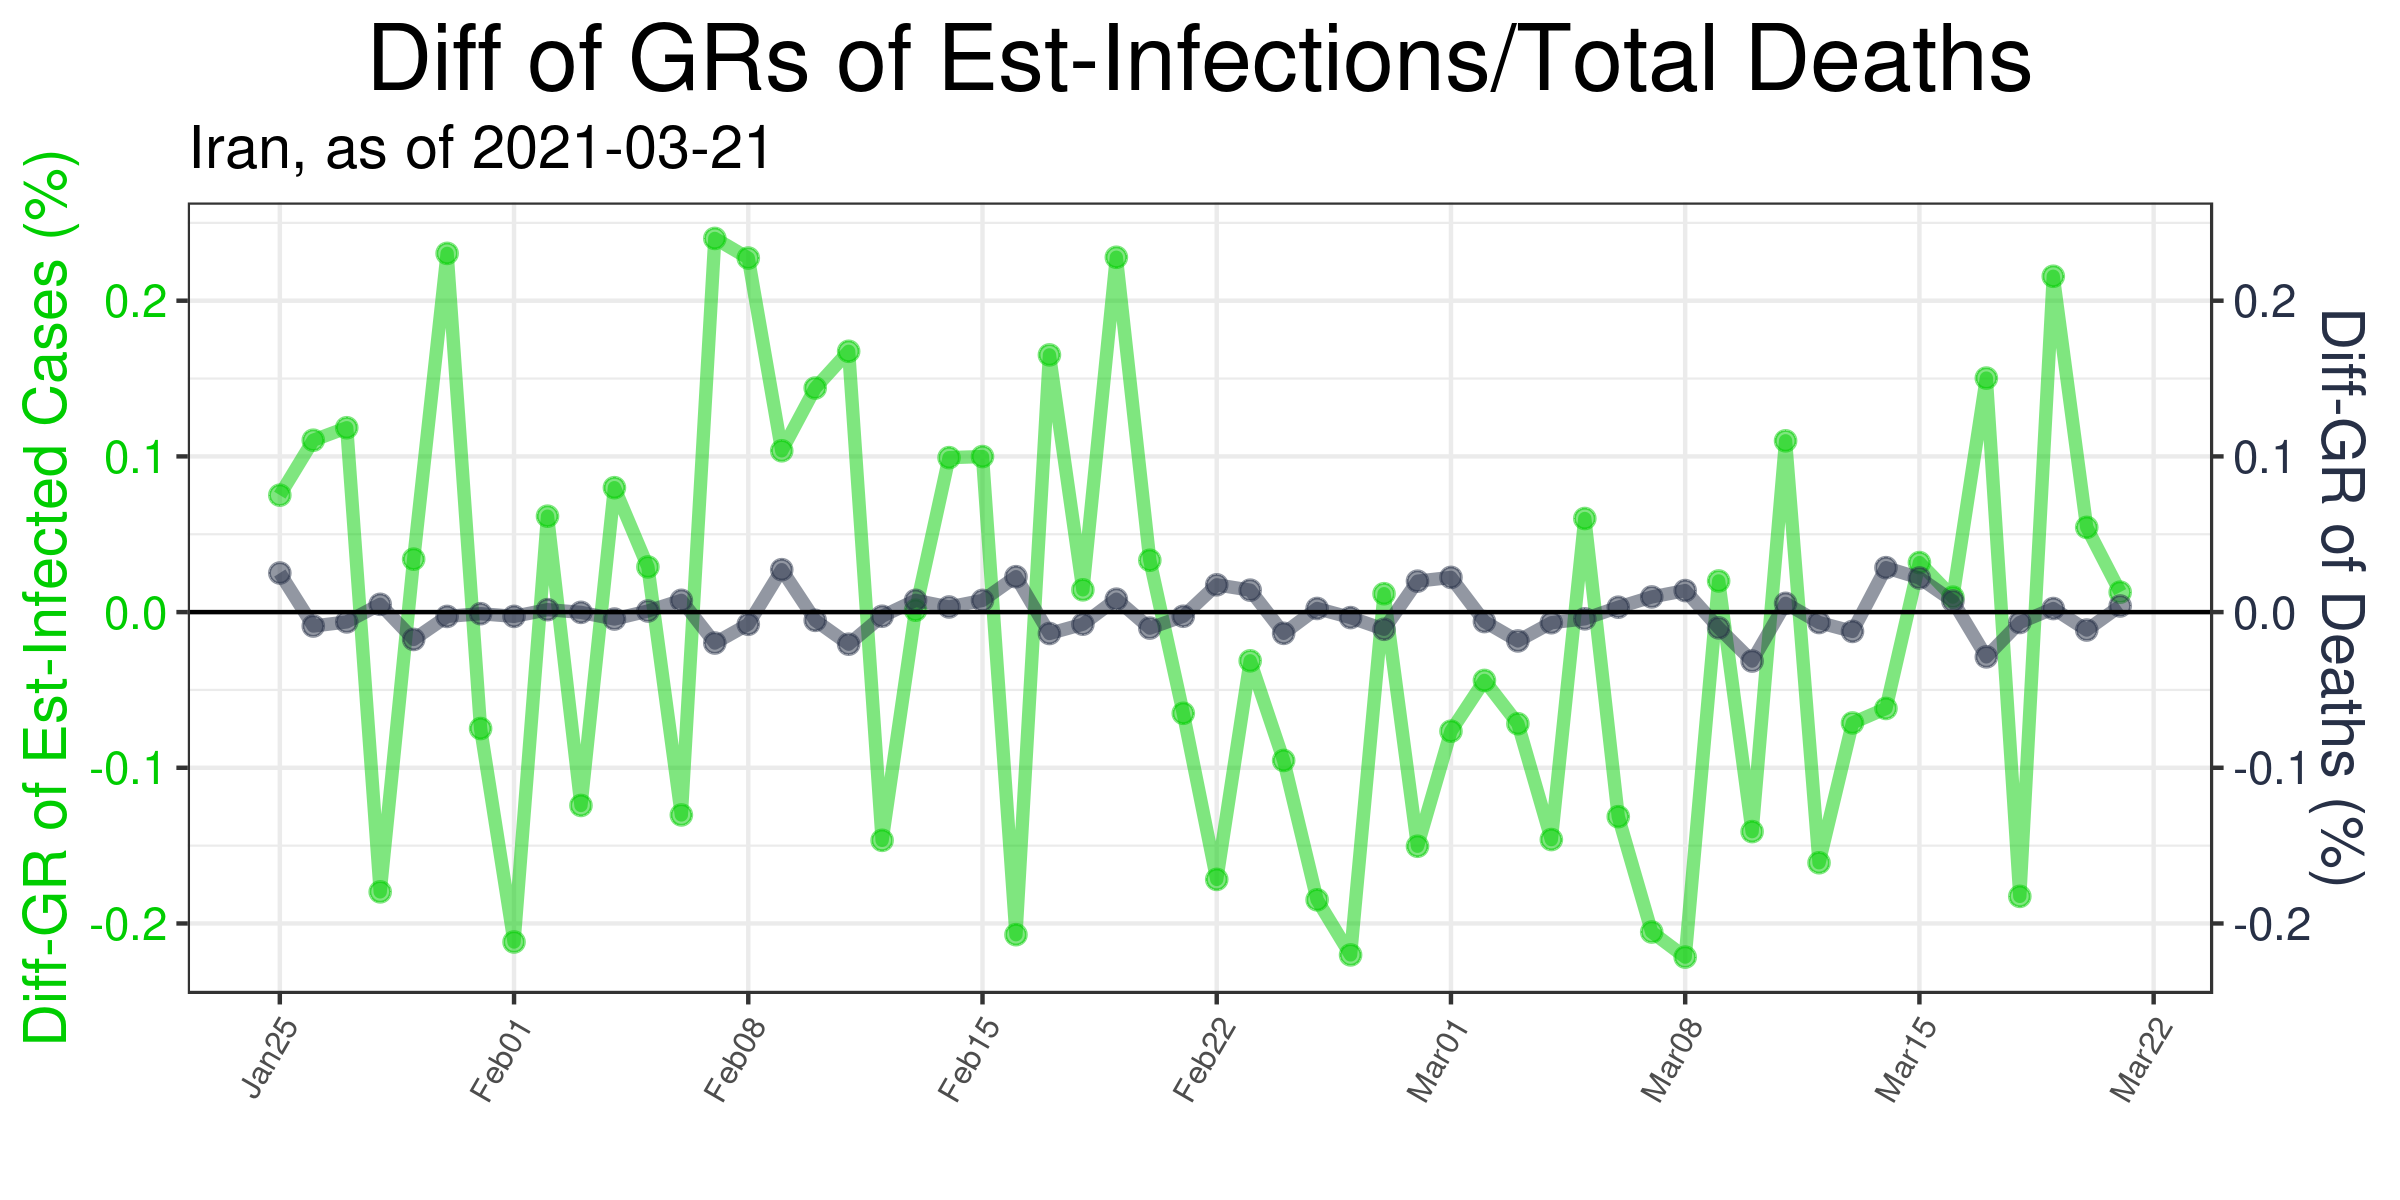 Diff of GRs of Est-Infections/Total Deaths
Iran, as of 2021-03-21
Diff-GR of Est-Infected Cases (%)
0.2
0.1
0.0
-0.1
-0.2
0.2
0.1
0.0
-0.1
-0.2
Diff-GR of Deaths (%)
Jan25
Feb01
Feb08
Feb15
Feb22
Mar01
Mar08
Mar15
Mar22